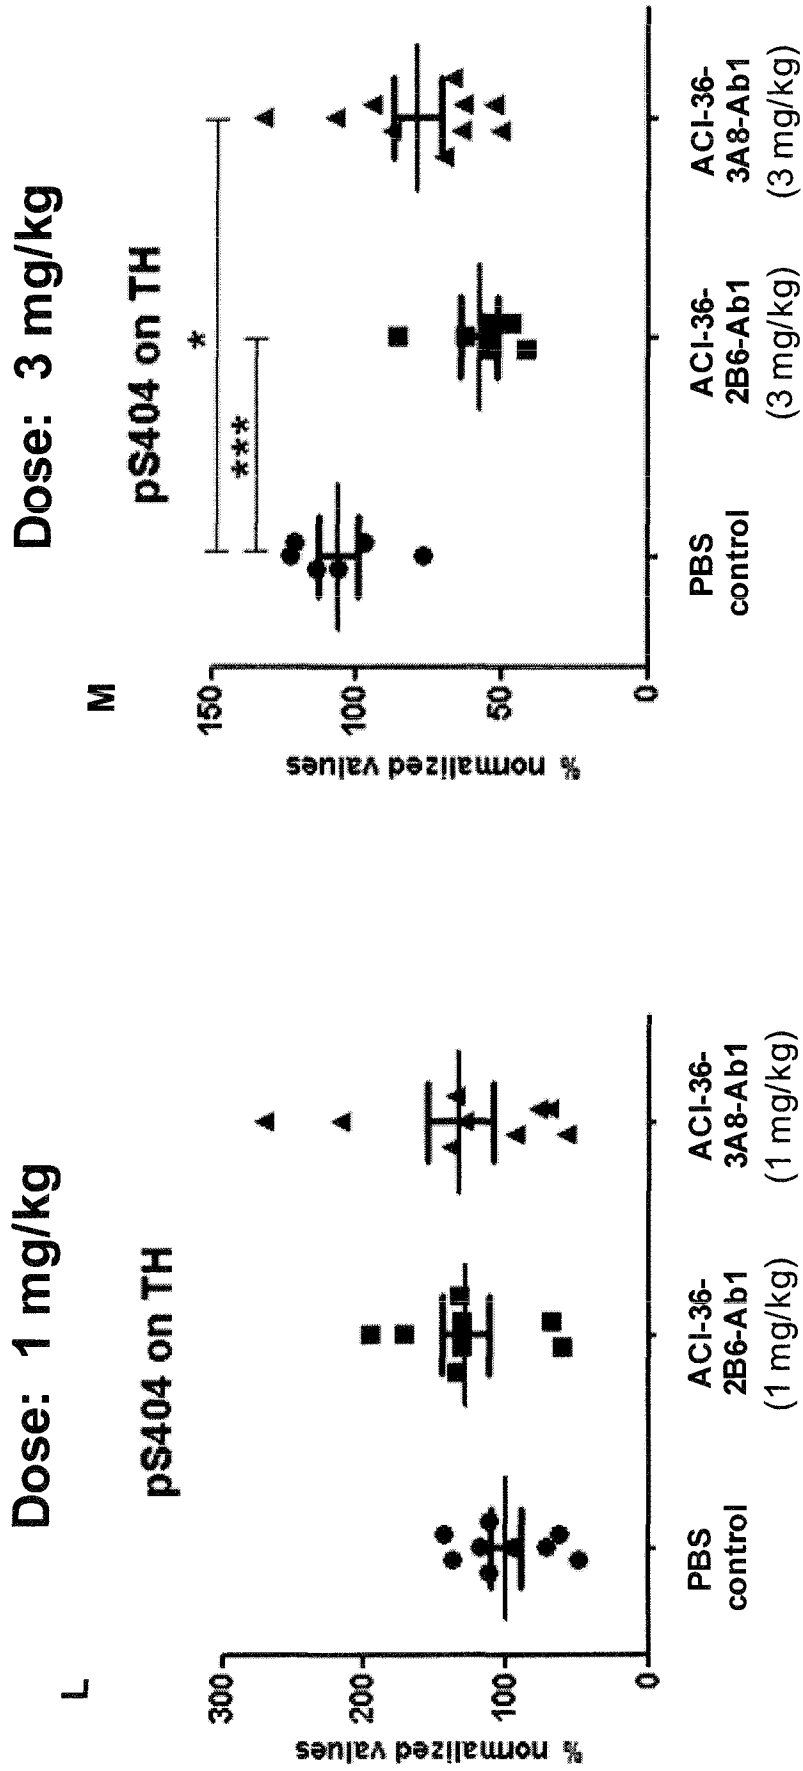 L
Dose: 1 mg/kg
pS404 on TH
% normalized values
300
200
100
0
PBS
control
ACI-36-
2B6-Ab1
(1 mg/kg)
ACI-36-
3A8-Ab1
(1 mg/kg)
M
Dose: 3 mg/kg
pS404 on TH
*
***
% normalized values
150
100
50
0
PBS
control
ACI-36-
2B6-Ab1
(3 mg/kg)
ACI-36-
3A8-Ab1
(3 mg/kg)